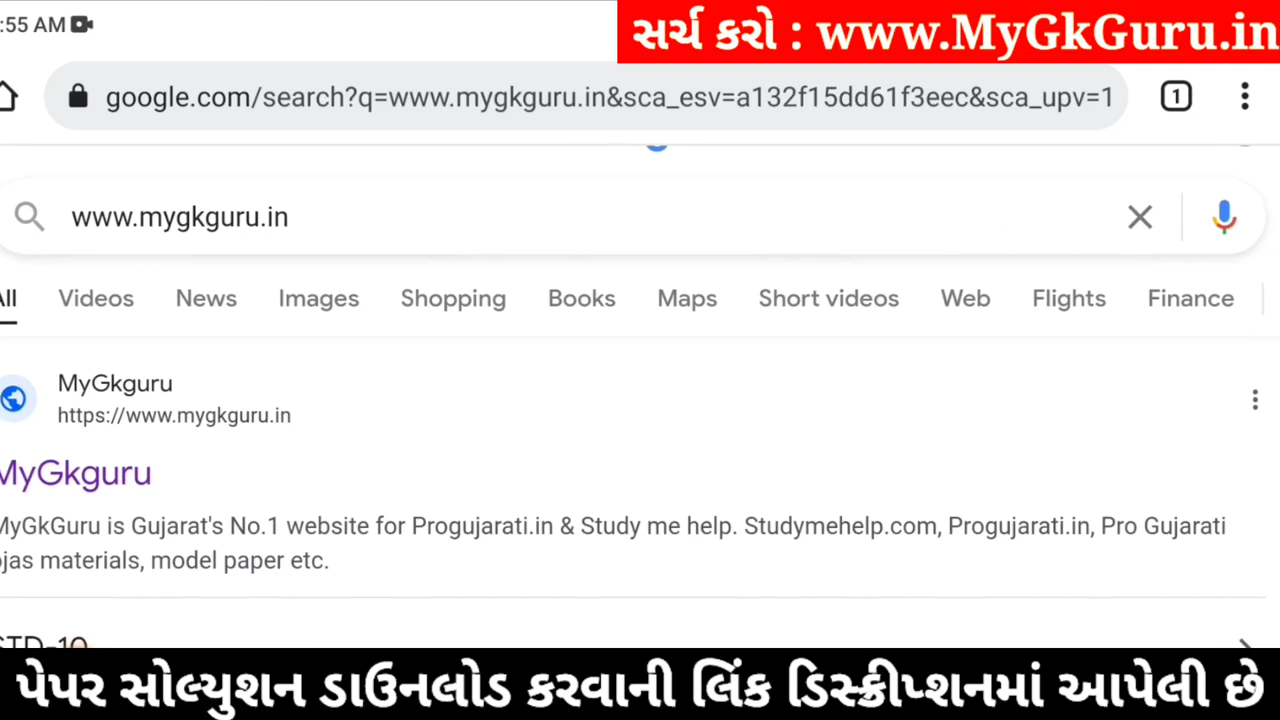 :55 AM
સર્ચ કરો : www.MyGkGuru.in
google.com/search?q=www.mygkguru.in&sca_esv=a132f15dd61f3eec&sca_upv=1
1
www.mygkguru.in
All Videos News Images Shopping Books Maps Short videos Web Flights Finance
MyGkguru
https://www.mygkguru.in
MyGkguru
MyGkGuru is Gujarat's No.1 website for Progujarati.in & Study me help. Studymehelp.com, Progujarati.in, Pro Gujarati
ojas materials, model paper etc.
STD-10
પેપર સોલ્યુશન ડાઉનલોડ કરવાની લિંક ડિસ્ક્રીપ્શનમાં આપેલી છે